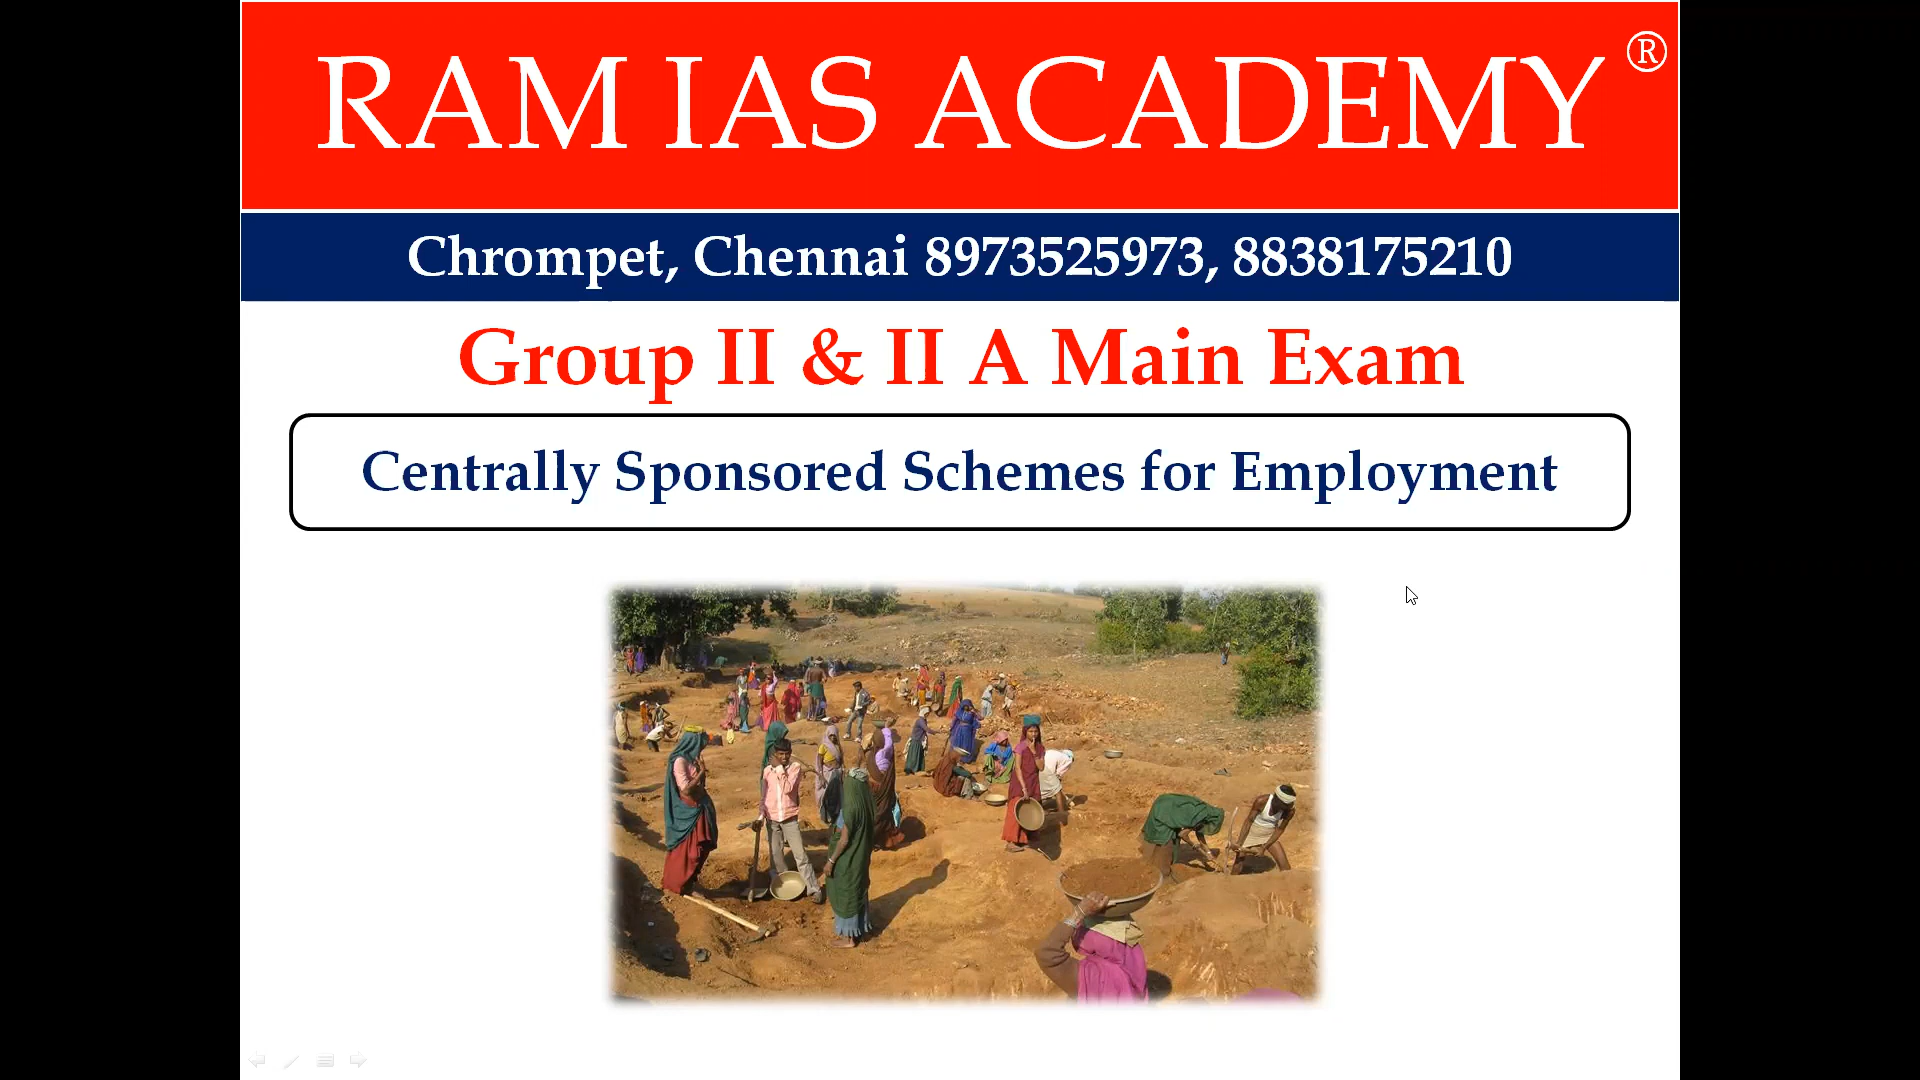 RAM IAS ACADEMY ®
Chrompet, Chennai 8973525973, 8838175210
Group II & II A Main Exam
Centrally Sponsored Schemes for Employment